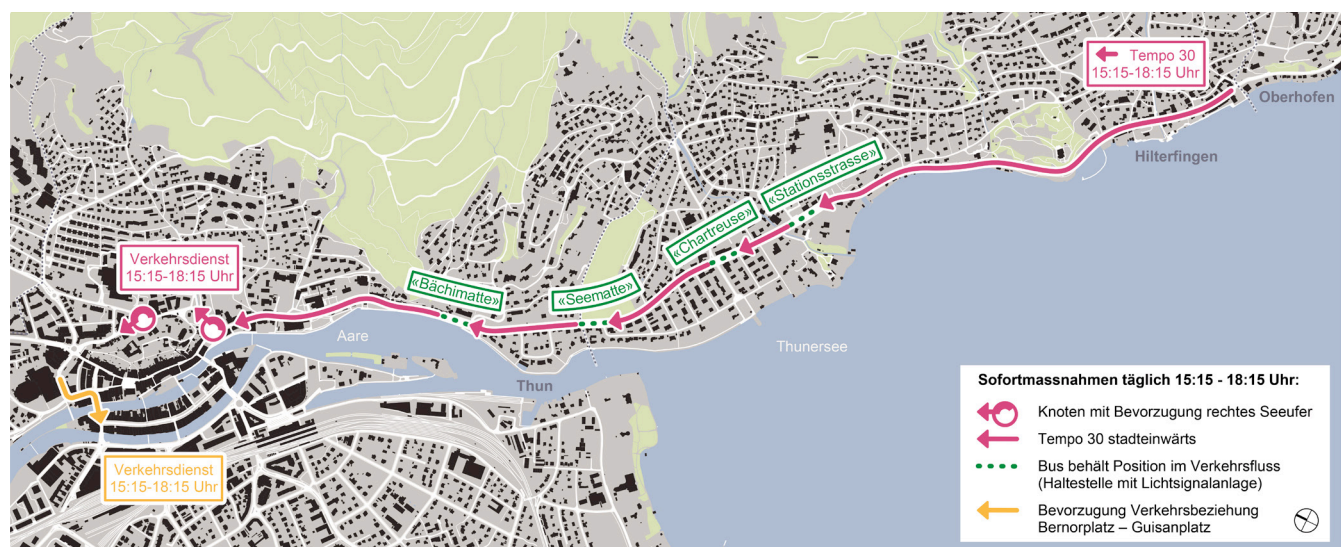 Tempo 30
15:15-18:15 Uhr
Oberhofen
Hilterfingen
«Stationsstrasse»
«Chartreuse»
«Seematte»
«Bächimatte»
Verkehrsdienst
15:15-18:15 Uhr
Aare
Thunersee
Thun
Verkehrsdienst
15:15-18:15 Uhr
Sofortmassnahmen täglich 15:15 - 18:15 Uhr:
Knoten mit Bevorzugung rechtes Seeufer
Tempo 30 stadteinwärts
Bus behält Position im Verkehrsfluss
(Haltestelle mit Lichtsignalanlage)
Bevorzugung Verkehrsbeziehung
Bernorplatz – Guisanplatz